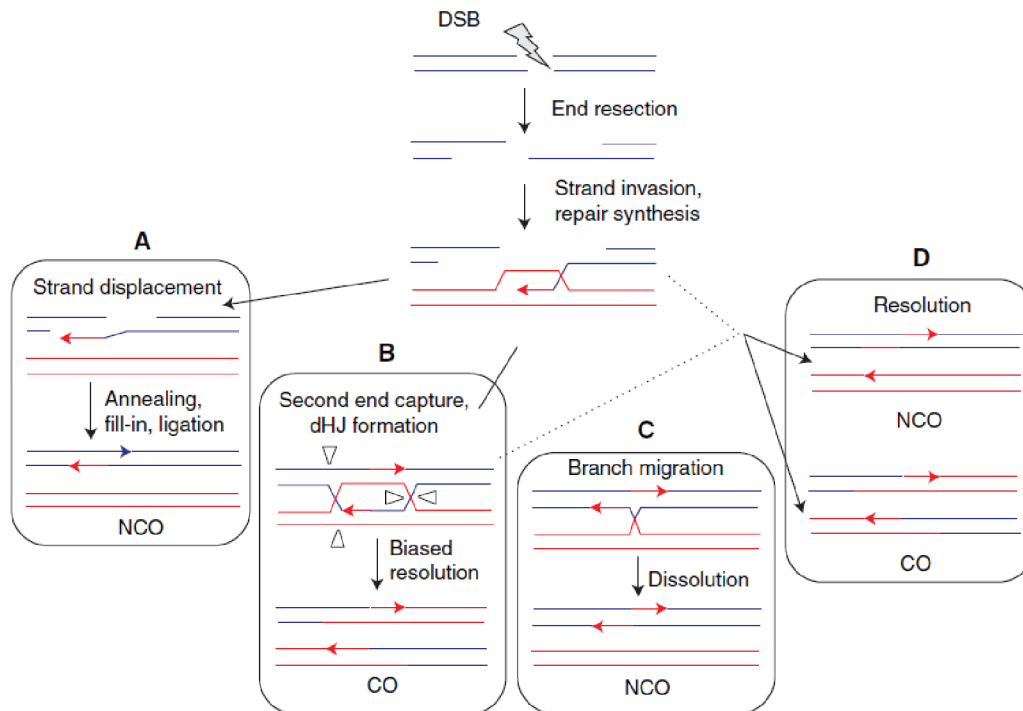 DSB
End resection
Strand invasion,
repair synthesis
A
Strand displacement
Annealing,
fill-in, ligation
NCO
B
Second end capture,
dHJ formation
Biased
resolution
CO
C
Branch migration
Dissolution
NCO
D
Resolution
NCO
CO